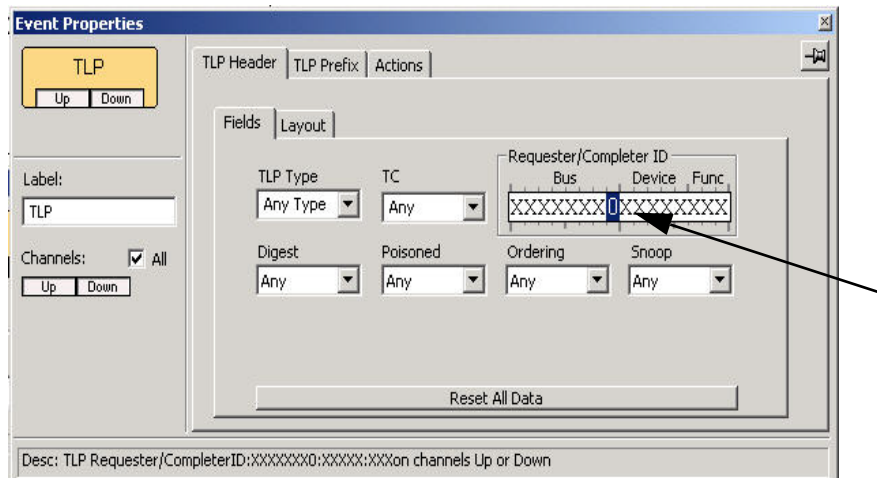 Event Properties
TLP
Up Down
Label:
TLP
Channels: All
Up Down
TLP Header TLP Prefix Actions
Fields Layout
TLP Type TC Requester/Completer ID
Bus Device Func
Any Type Any XXXXXXX0XXXXXXXX
Digest Poisoned Ordering Snoop
Any Any Any Any
Reset All Data
Desc: TLP Requester/CompleterID:XXXXXXX0:XXXXX:XXXon channels Up or Down